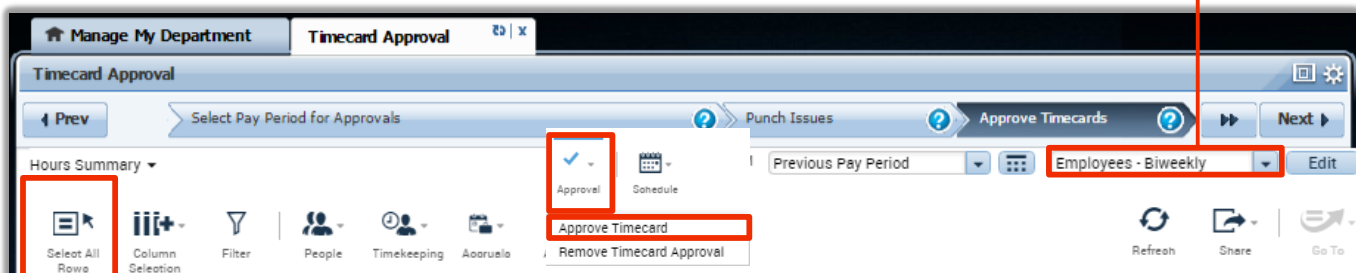 Manage My Department
Timecard Approval
x
Timecard Approval
Prev
Select Pay Period for Approvals
?
Punch Issues
?
Approve Timecards
?
Next
Hours Summary
Previous Pay Period
Employees - Biweekly
Edit
Approval
Schedule
Select All Rows
Column Selection
Filter
People
Timekeeping
Accruals
Approve Timecard
Remove Timecard Approval
Refresh
Share
Go To